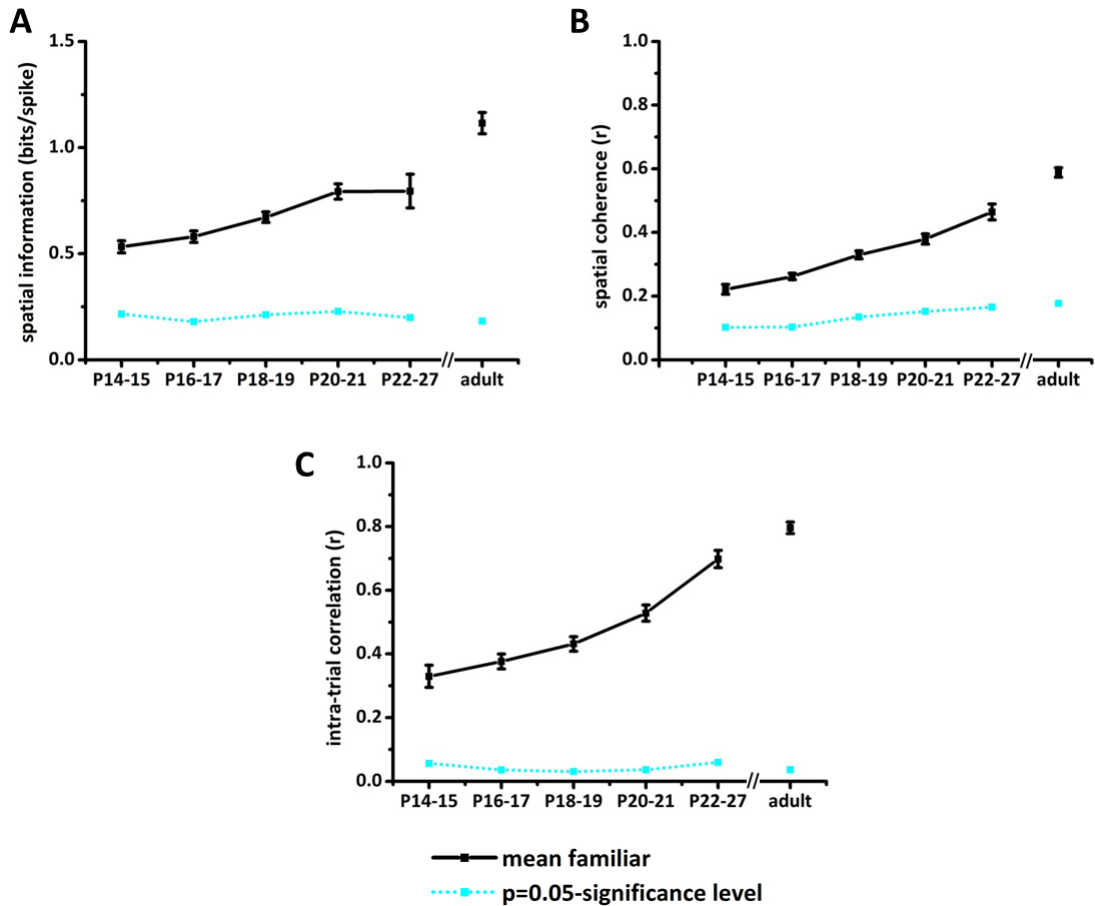 A
B
spatial information (bits/spike)
1.5
1.0
0.5
0.0
P14-15 P16-17 P18-19 P20-21 P22-27 // adult
spatial coherence (r)
1.0
0.8
0.6
0.4
0.2
0.0
P14-15 P16-17 P18-19 P20-21 P22-27 // adult
C
intra-trial correlation (r)
1.0
0.8
0.6
0.4
0.2
0.0
P14-15 P16-17 P18-19 P20-21 P22-27 // adult
mean familiar
p=0.05-significance level